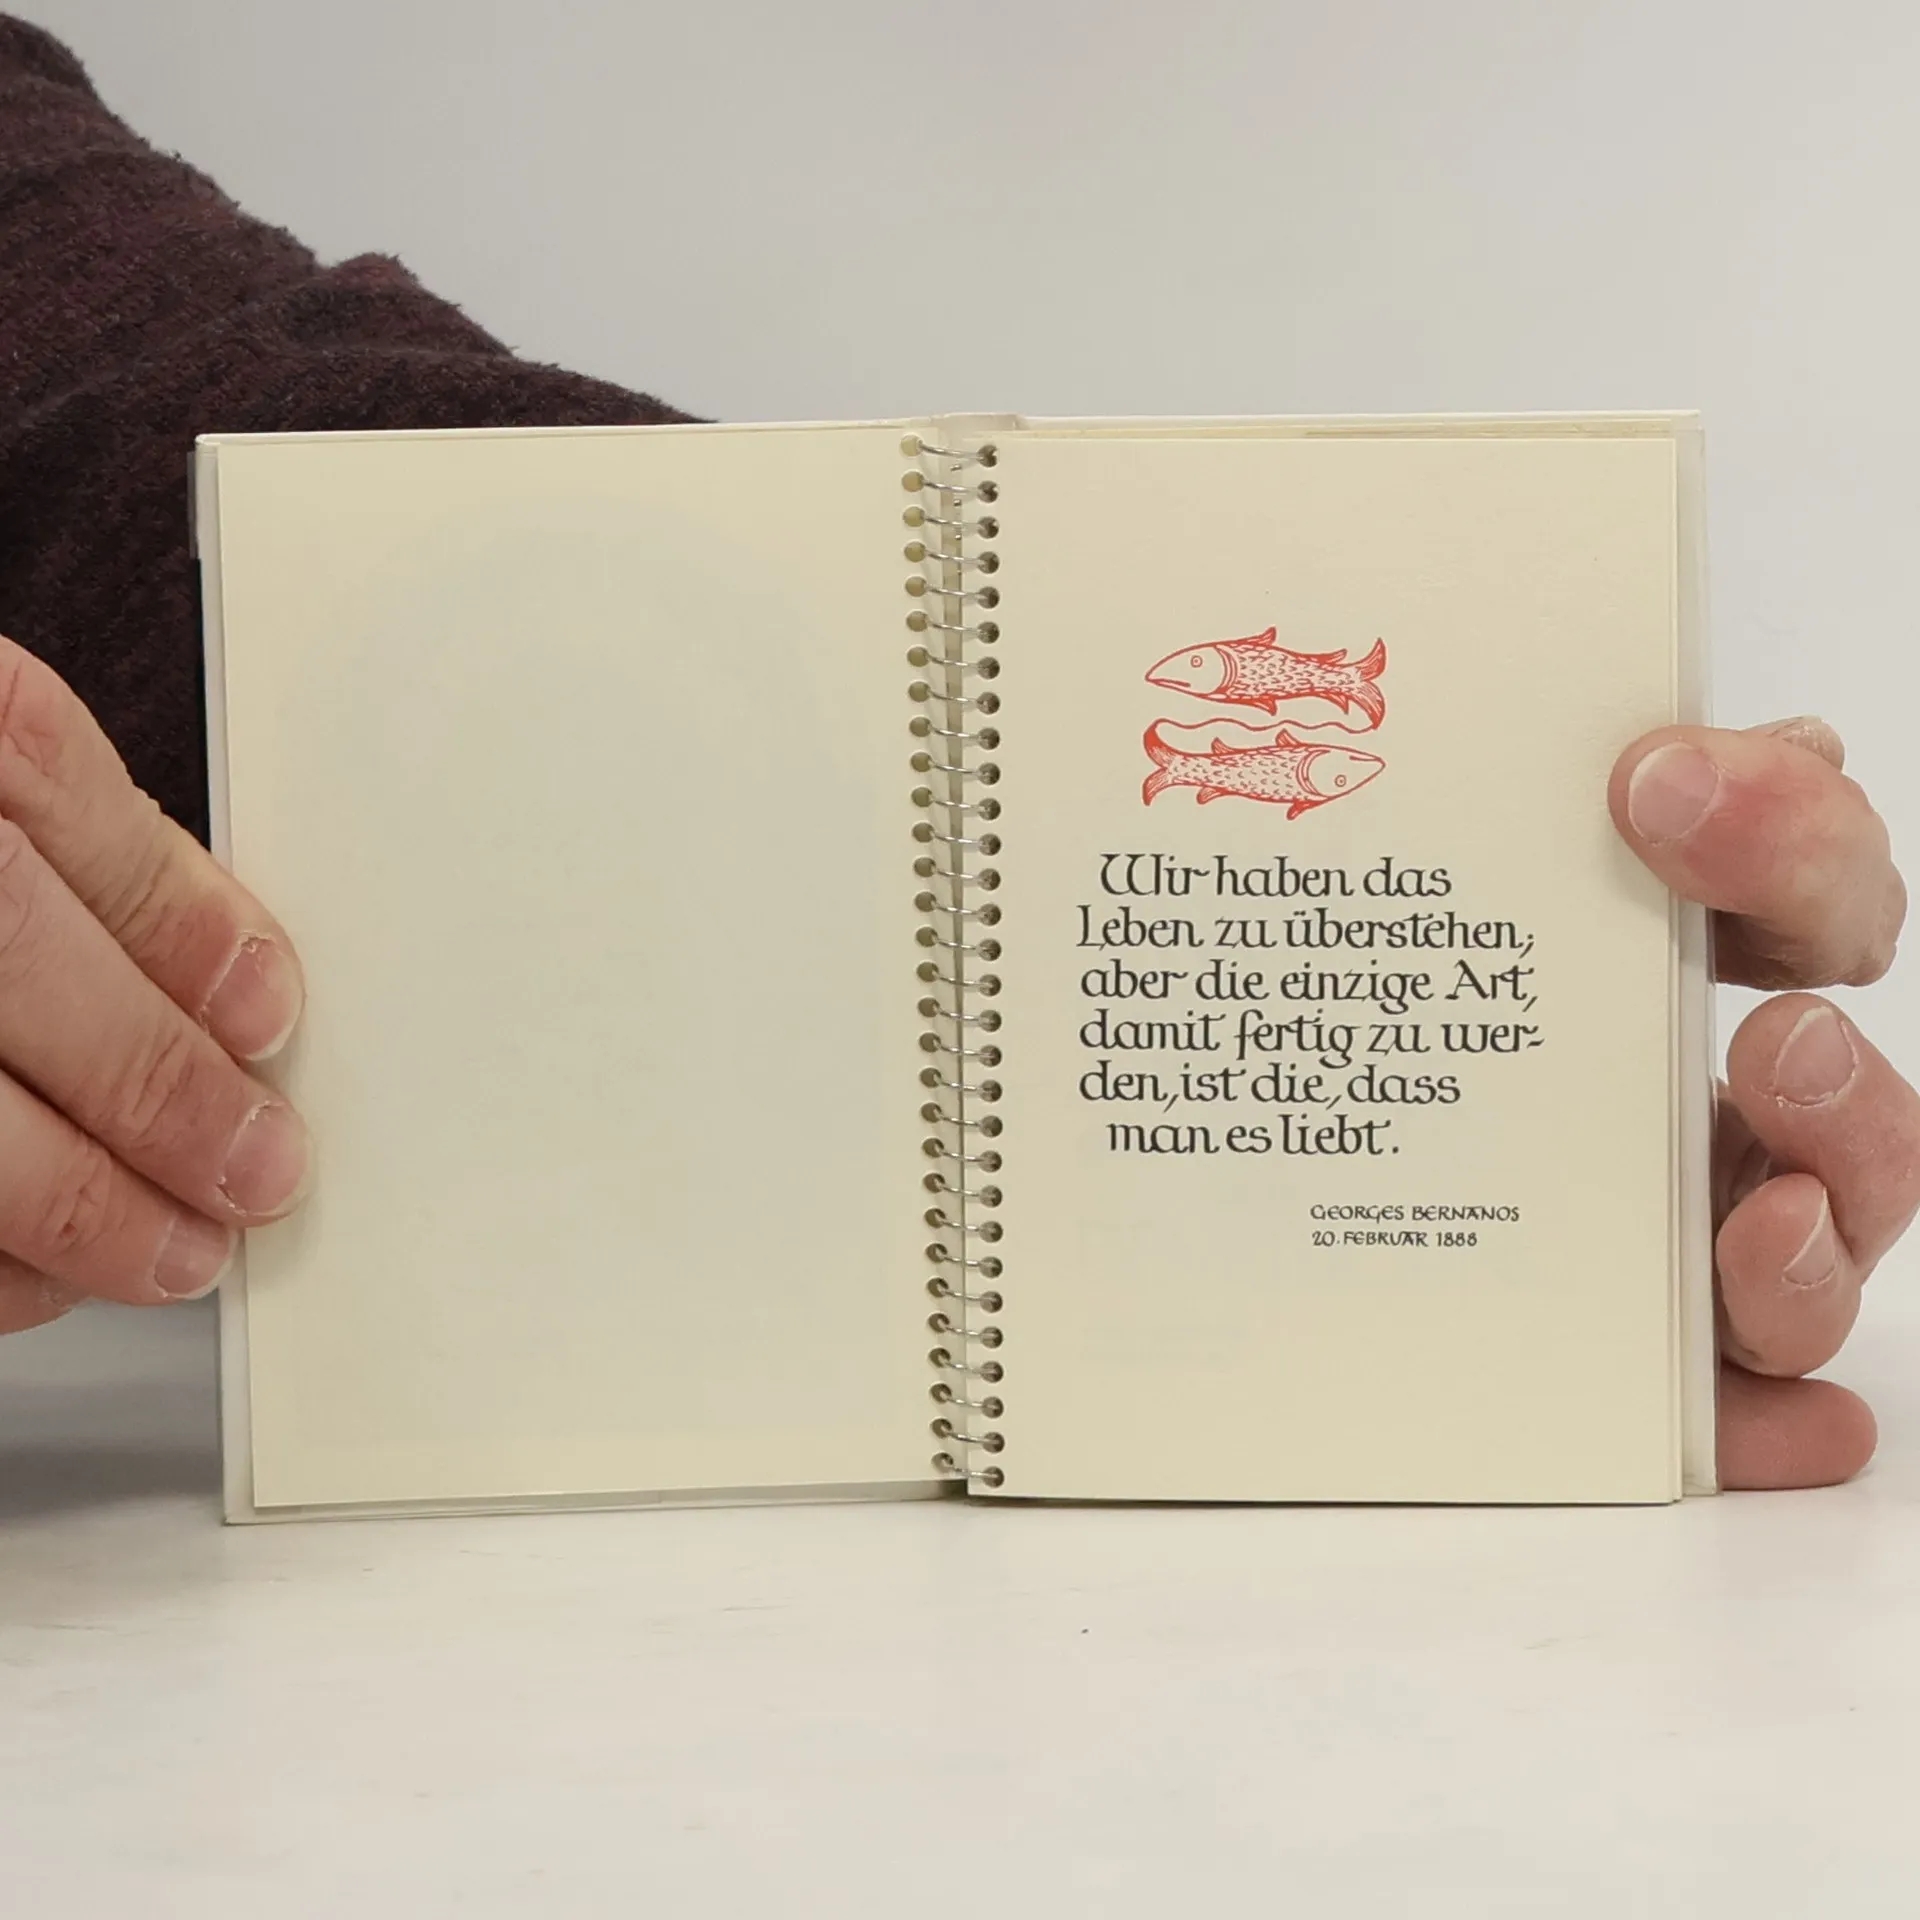 Wir haben das
Leben zu überstehen;
aber die einzige Art,
damit fertig zu wer-
den, ist die, dass
man es liebt.
GEORGES BERNANOS
20. FEBRUAR 1888